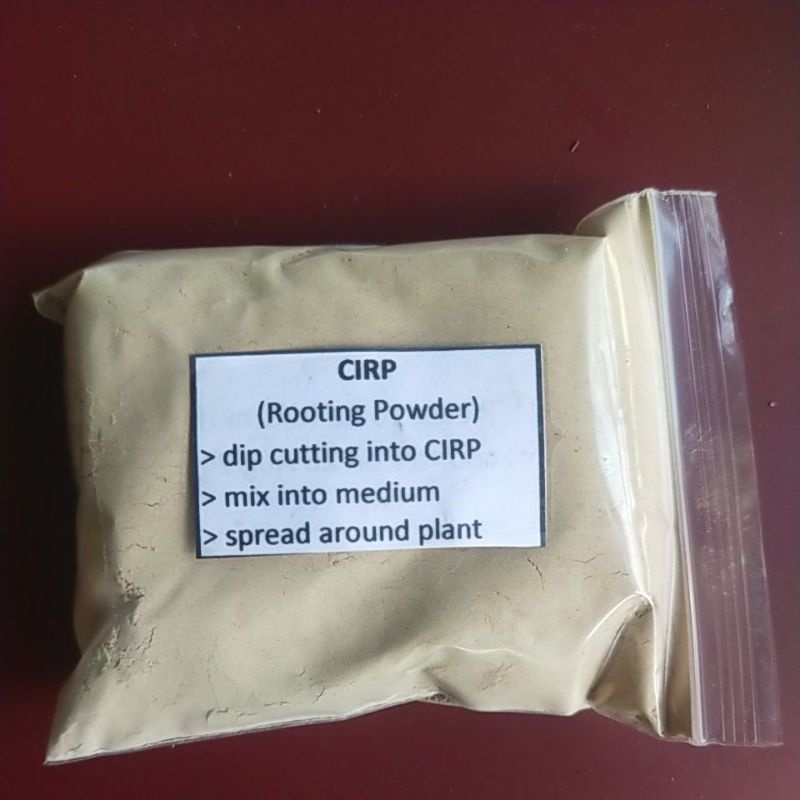 CIRP
(Rooting Powder)
> dip cutting into CIRP
> mix into medium
> spread around plant